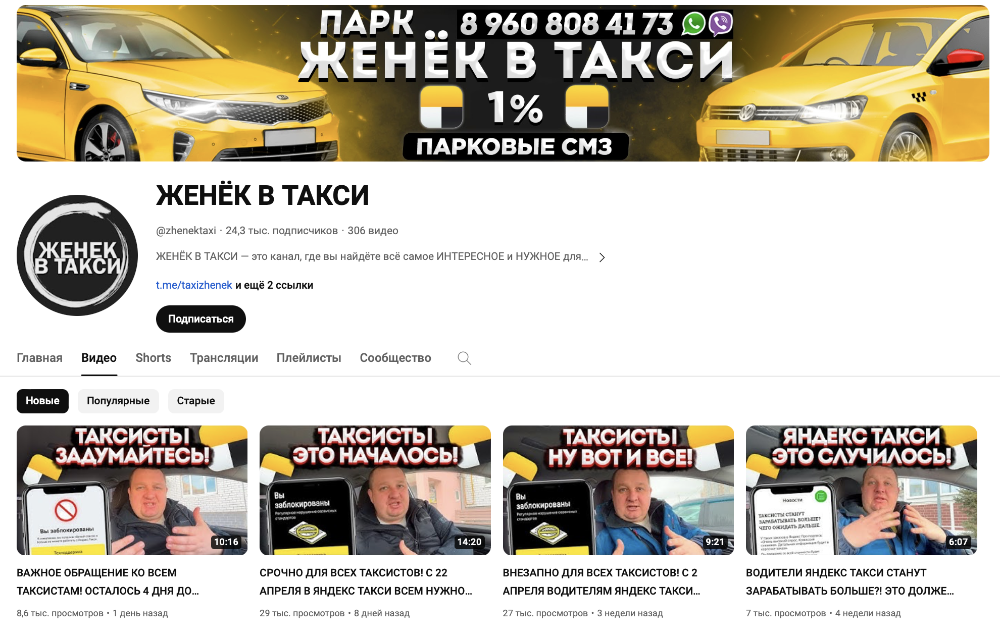 ПАРК 8 960 808 41 73
ЖЕНЁК В ТАКСИ
1%
ПАРКОВЫЕ СМЗ
ЖЕНЕК
В ТАКСИ
ЖЕНЁК В ТАКСИ
@zhenektaxi · 24,3 тыс. подписчиков · 306 видео
ЖЕНЁК В ТАКСИ — это канал, где вы найдёте всё самое ИНТЕРЕСНОЕ и НУЖНОЕ для...
t.me/taxizhenek и ещё 2 ссылки
Подписаться
Главная Видео Shorts Трансляции Плейлисты Сообщество
Новые Популярные Старые
ТАКСИСТЫ
ЗАДУМАЙТЕСЬ!
Вы заблокированы
Техподдержка
10:16
ВАЖНОЕ ОБРАЩЕНИЕ КО ВСЕМ
ТАКСИСТАМ! ОСТАЛОСЬ 4 ДНЯ ДО...
8,6 тыс. просмотров • 1 день назад
ТАКСИСТЫ
ЭТО НАЧАЛОСЬ!
Вы
заблокированы
Регулярное нарушение сервисных
стандартов
14:20
СРОЧНО ДЛЯ ВСЕХ ТАКСИСТОВ! С 22
АПРЕЛЯ В ЯНДЕКС ТАКСИ ВСЕМ НУЖНО...
29 тыс. просмотров • 8 дней назад
ТАКСИСТЫ
НУ ВОТ И ВСЕ!
Вы
заблокированы
Регулярное нарушение сервисных
стандартов
9:21
ВНЕЗАПНО ДЛЯ ВСЕХ ТАКСИСТОВ! С 2
АПРЕЛЯ ВОДИТЕЛЯМ ЯНДЕКС ТАКСИ...
27 тыс. просмотров • 3 недели назад
ЯНДЕКС ТАКСИ
ЭТО СЛУЧИЛОСЬ!
Новости
ТАКСИСТЫ СТАНУТ
ЗАРАБАТЫВАТЬ БОЛЬШЕ?
ЧЕГО ОЖИДАТЬ ДАЛЬШЕ.
6:07
ВОДИТЕЛИ ЯНДЕКС ТАКСИ СТАНУТ
ЗАРАБАТЫВАТЬ БОЛЬШЕ?! ЭТО ДОЛЖЕ...
7 тыс. просмотров • 4 недели назад